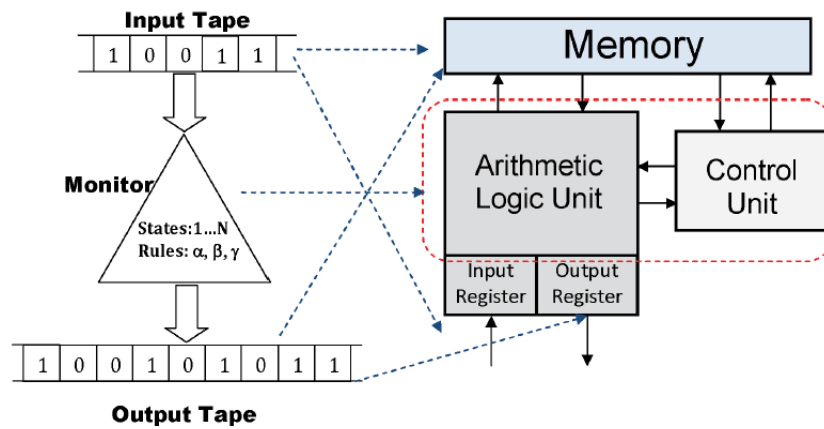 Input Tape
1 0 0 1 1
Monitor
States:1...N
Rules: α, β, γ
1 0 0 1 0 1 0 1 1
Output Tape
Memory
Arithmetic
Logic Unit
Control
Unit
Input
Register
Output
Register